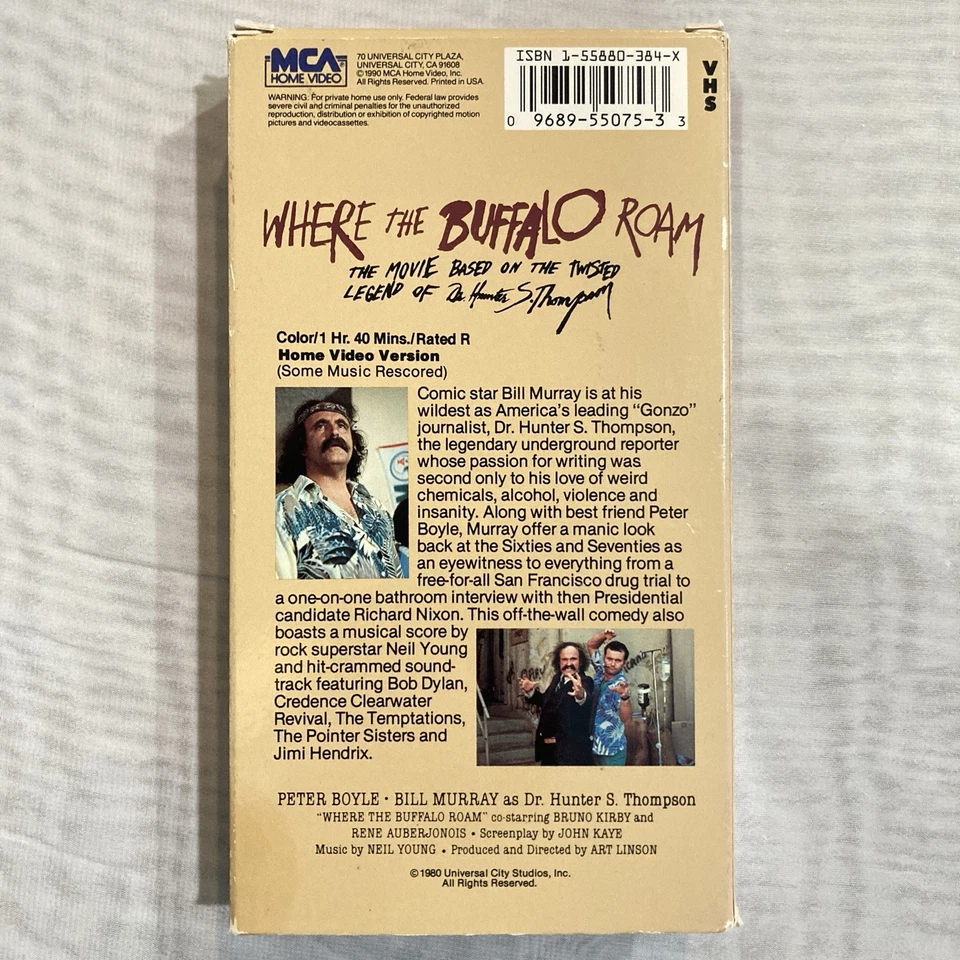 MCA
HOME VIDEO
70 UNIVERSAL CITY PLAZA,
UNIVERSAL CITY, CA 91608
©1990 MCA Home Video, Inc.
All Rights Reserved. Printed in USA.
WARNING: For private home use only. Federal law provides
severe civil and criminal penalties for the unauthorized
reproduction, distribution or exhibition of copyrighted motion
pictures and videocassettes.
ISBN 1-55880-384-X
0 9689-55075-3 3
VHS
WHERE THE BUFFALO ROAM
THE MOVIE BASED ON THE TWISTED
LEGEND OF Dr. Hunter S. Thompson
Color/1 Hr. 40 Mins./Rated R
Home Video Version
(Some Music Rescored)
Comic star Bill Murray is at his
wildest as America's leading “Gonzo”
journalist, Dr. Hunter S. Thompson,
the legendary underground reporter
whose passion for writing was
second only to his love of weird
chemicals, alcohol, violence and
insanity. Along with best friend Peter
Boyle, Murray offer a manic look
back at the Sixties and Seventies as
an eyewitness to everything from a
free-for-all San Francisco drug trial to
a one-on-one bathroom interview with then Presidential
candidate Richard Nixon. This off-the-wall comedy also
boasts a musical score by
rock superstar Neil Young
and hit-crammed sound-
track featuring Bob Dylan,
Credence Clearwater
Revival, The Temptations,
The Pointer Sisters and
Jimi Hendrix.
PETER BOYLE • BILL MURRAY as Dr. Hunter S. Thompson
“WHERE THE BUFFALO ROAM” co-starring BRUNO KIRBY and
RENE AUBERJONOIS • Screenplay by JOHN KAYE
Music by NEIL YOUNG • Produced and Directed by ART LINSON
©1980 Universal City Studios, Inc.
All Rights Reserved.